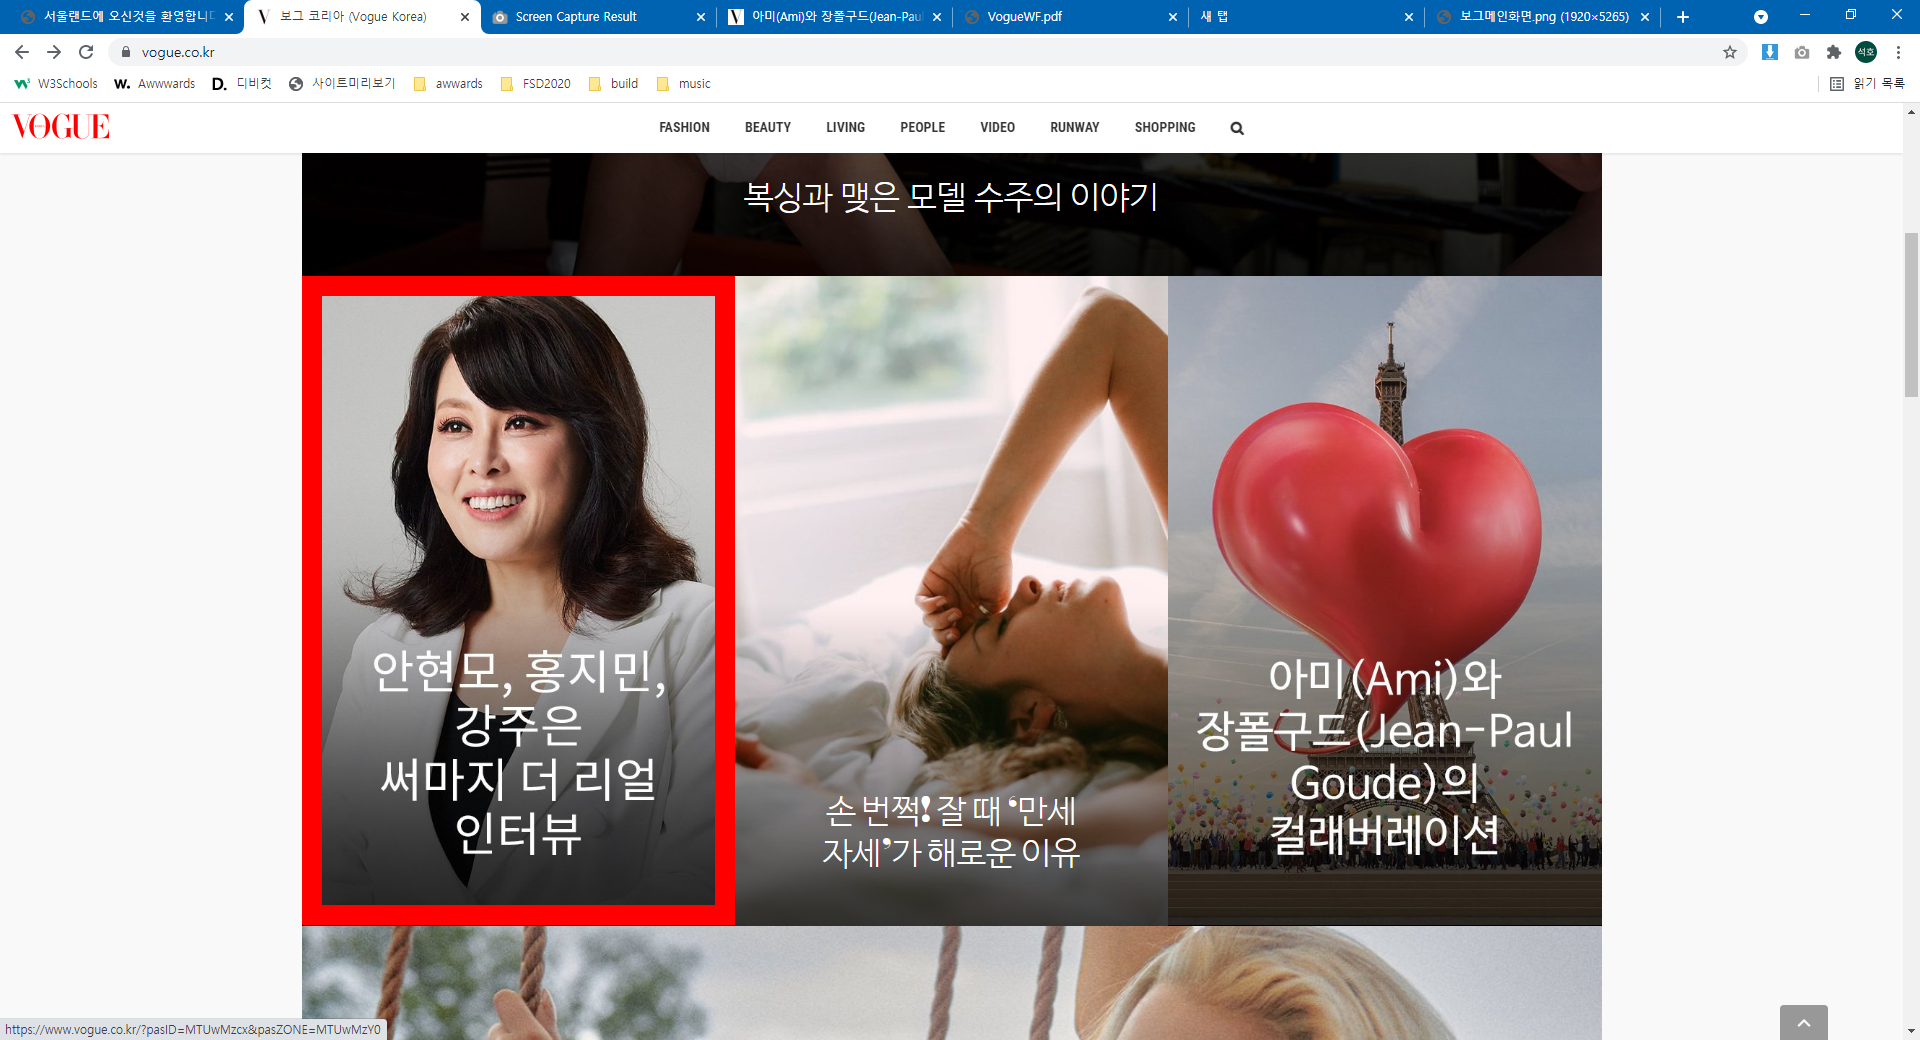 서울랜드에 오신것을 환영합니다
보그 코리아 (Vogue Korea)
Screen Capture Result
아미(Ami)와 장폴구드(Jean-Paul
VogueWF.pdf
새 탭
보그메인화면.png (1920×5265)
vogue.co.kr
석호
W3Schools
W. Awwwards
D. 디비컷
사이트미리보기
awwards
FSD2020
build
music
읽기 목록
VOGUE
FASHION BEAUTY LIVING PEOPLE VIDEO RUNWAY SHOPPING
복싱과 맺은 모델 수주의 이야기
안현모, 홍지민,
강주은
써마지 더 리얼
인터뷰
손 번쩍! 잘 때 ‘만세
자세’가 해로운 이유
아미(Ami)와
장폴구드(Jean-Paul
Goude)의
컬래버레이션
https://www.vogue.co.kr/?pasID=MTUwMzcx&pasZONE=MTUwMzY0